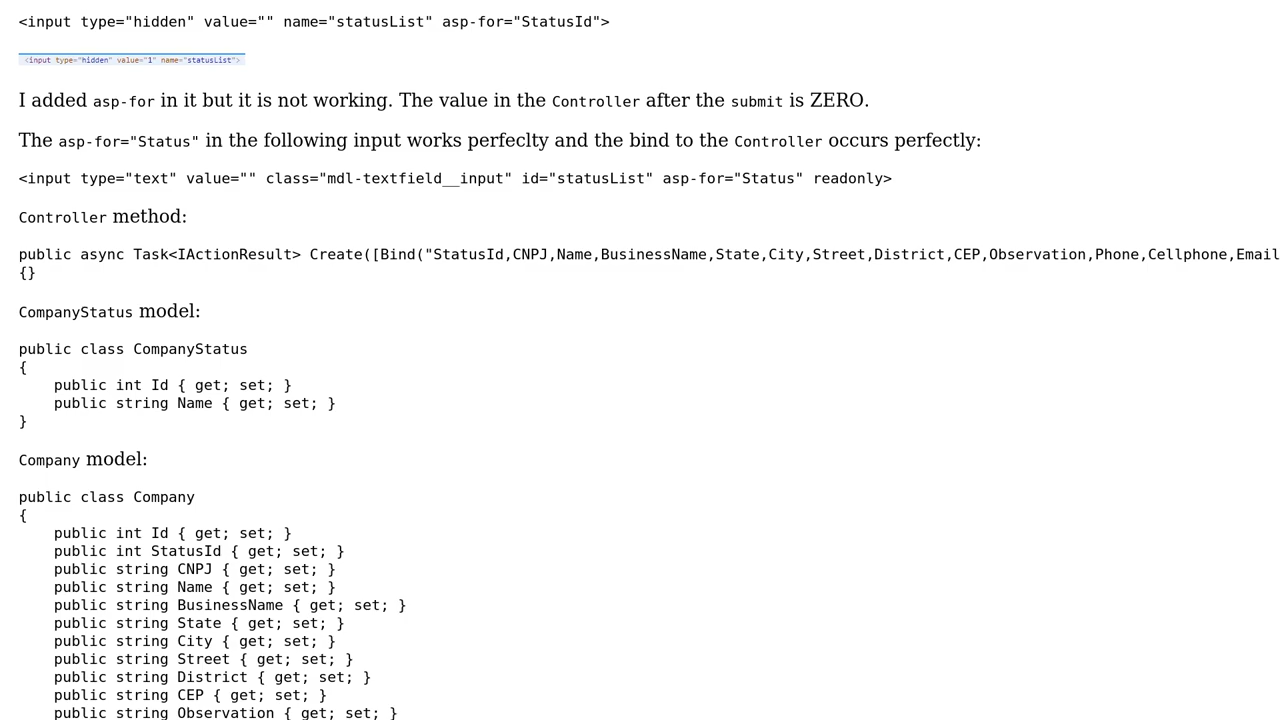 <input type="hidden" value="" name="statusList" asp-for="StatusId">
<input type="hidden" value="1" name="statusList">
I added asp-for in it but it is not working. The value in the Controller after the submit is ZERO.
The asp-for="Status" in the following input works perfeclty and the bind to the Controller occurs perfectly:
<input type="text" value="" class="mdl-textfield__input" id="statusList" asp-for="Status" readonly>
Controller method:
public async Task<IActionResult> Create([Bind("StatusId,CNPJ,Name,BusinessName,State,City,Street,District,CEP,Observation,Phone,Cellphone,Email
{}
CompanyStatus model:
public class CompanyStatus
{
    public int Id { get; set; }
    public string Name { get; set; }
}
Company model:
public class Company
{
    public int Id { get; set; }
    public int StatusId { get; set; }
    public string CNPJ { get; set; }
    public string Name { get; set; }
    public string BusinessName { get; set; }
    public string State { get; set; }
    public string City { get; set; }
    public string Street { get; set; }
    public string District { get; set; }
    public string CEP { get; set; }
    public string Observation { get; set; }